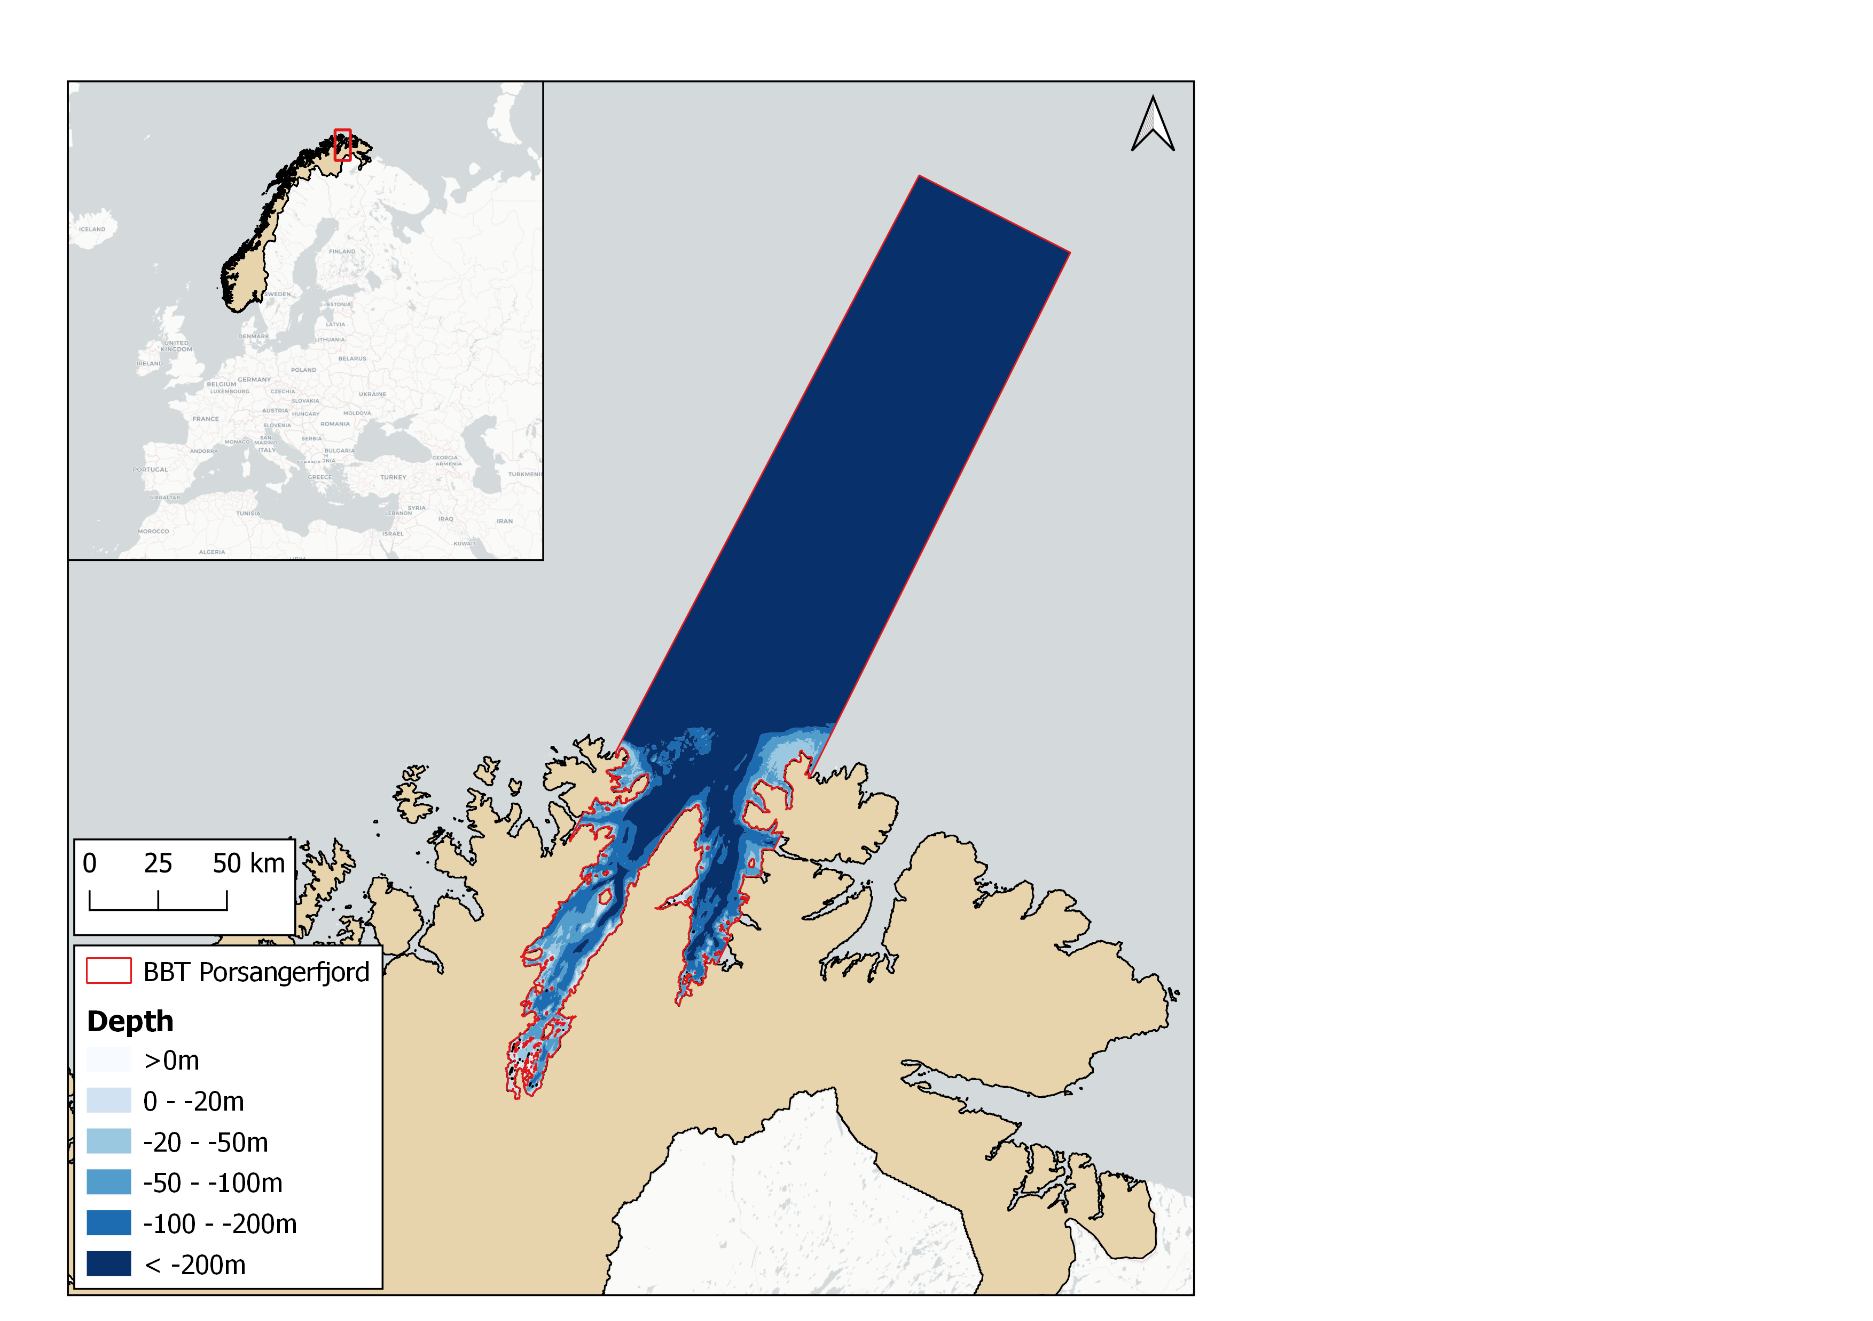 ICELAND
FINLAND
SWEDEN
ESTONIA
LATVIA
LITHUANIA
DENMARK
UNITED
KINGDOM
IRELAND
BELARUS
POLAND
BELGIUM
GERMANY
LUXEMBOURG
CZECHIA
UKRAINE
SLOVAKIA
AUSTRIA
HUNGARY
MOLDOVA
FRANCE
SLOVENIA
ROMANIA
MONACO
SAN
MARINO
SERBIA
ITALY
ANDORRA
BULGARIA
GEORGIA
ARMENIA
PORTUGAL
GREECE
TURKEY
TURKMENI
GIBRALTAR
TUNISIA
SYRIA
LEBANON
IRAQ
IRAN
MOROCCO
ISRAEL
KUWAIT
ALGERIA
0 25 50 km
BBT Porsangerfjord
Depth
>0m
0 - -20m
-20 - -50m
-50 - -100m
-100 - -200m
< -200m